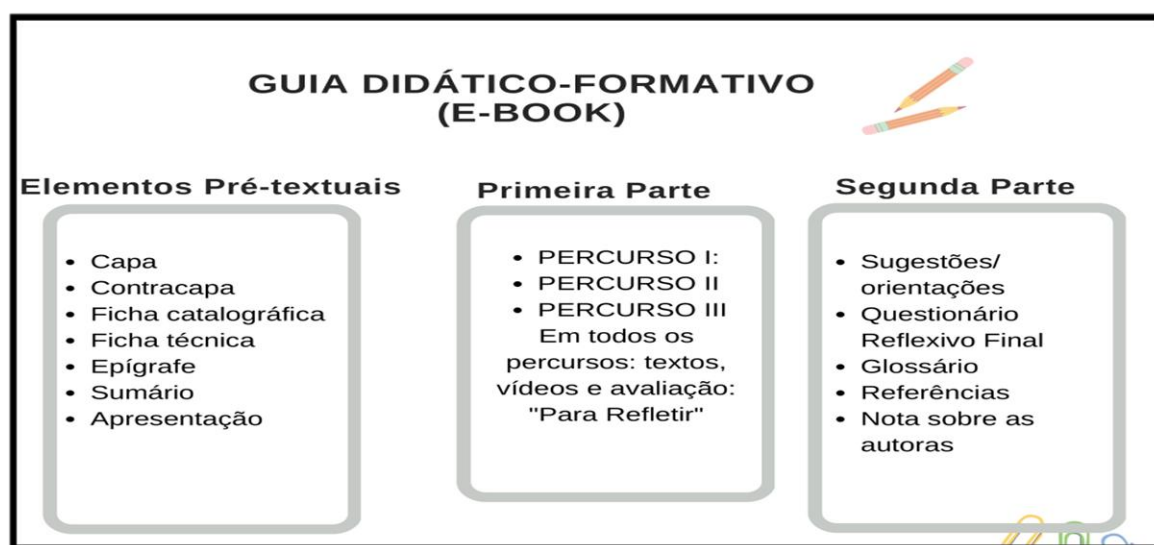 GUIA DIDÁTICO-FORMATIVO
(E-BOOK)
Elementos Pré-textuais
• Capa
• Contracapa
• Ficha catalográfica
• Ficha técnica
• Epígrafe
• Sumário
• Apresentação
Primeira Parte
• PERCURSO I:
• PERCURSO II
• PERCURSO III
Em todos os
percursos: textos,
vídeos e avaliação:
"Para Refletir"
Segunda Parte
• Sugestões/
orientações
• Questionário
Reflexivo Final
• Glossário
• Referências
• Nota sobre as
autoras